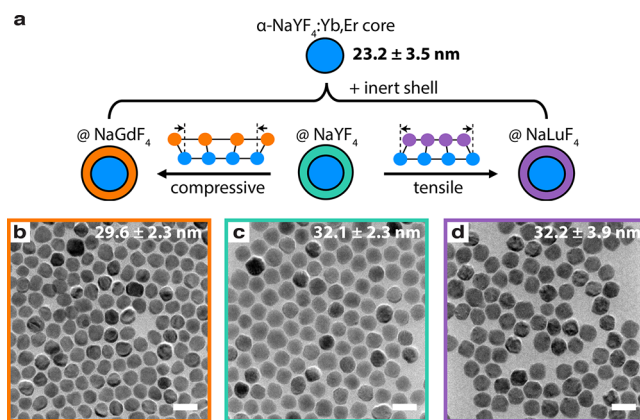 a
α-NaYF₄:Yb,Er core
23.2 ± 3.5 nm
+ inert shell
@ NaGdF₄
@ NaYF₄
@ NaLuF₄
compressive
tensile
b
29.6 ± 2.3 nm
c
32.1 ± 2.3 nm
d
32.2 ± 3.9 nm